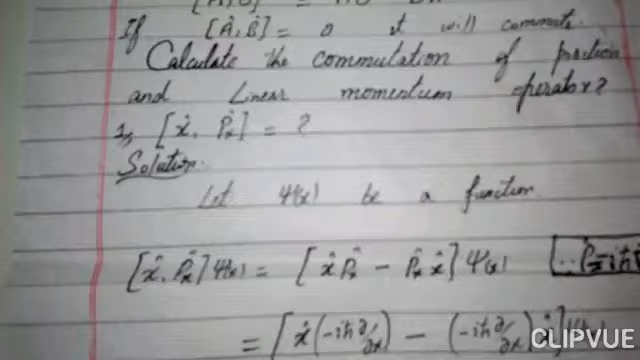 If [Â, B̂] = 0 it will commute.
Calculate the commutation of position
and Linear momentum operator?
1, [x̂, P̂x] = ?
Solution.
Let Ψ(x) be a function
[x̂, P̂x] Ψ(x) = [x̂ P̂x - P̂x x̂] Ψ(x)
= [x̂ (-iħ∂/∂x) - (-iħ∂/∂x) x̂]
CLIPVUE